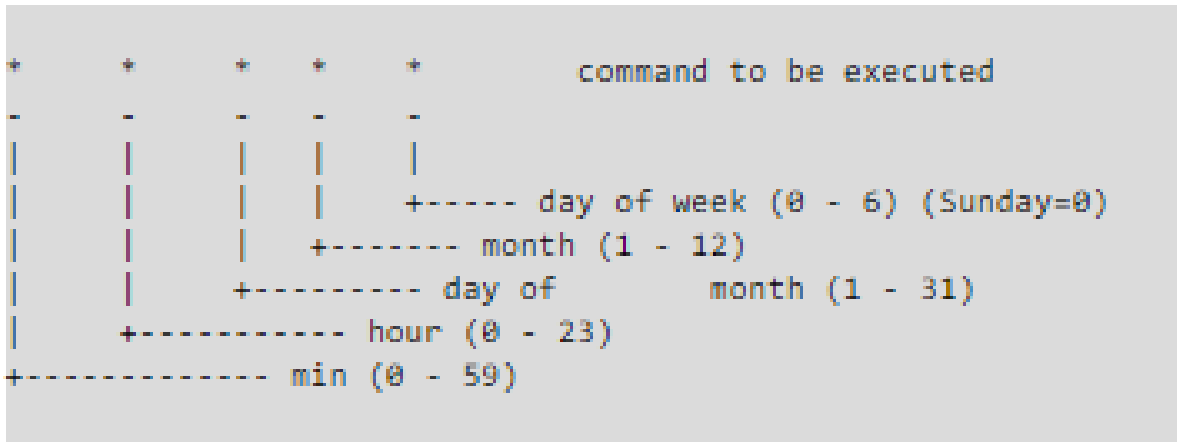 *     *     *   *    *        command to be executed
-     -     -   -    -
|     |     |   |    |
|     |     |   |    +----- day of week (0 - 6) (Sunday=0)
|     |     |   +------- month (1 - 12)
|     |     +--------- day of        month (1 - 31)
|     +----------- hour (0 - 23)
+------------- min (0 - 59)